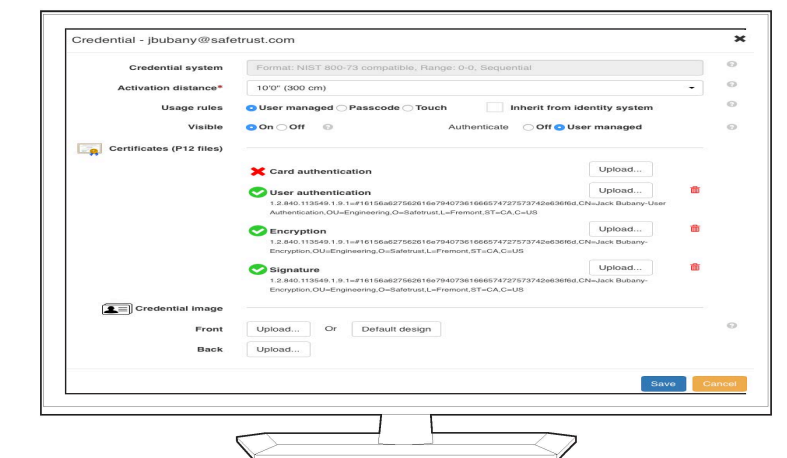 Credential - jbubany@safetrust.com
Credential system Format: NIST 800-73 compatible, Range: 0-0, Sequential
Activation distance* 10'0" (300 cm)
Usage rules User managed Passcode Touch Inherit from identity system
Visible On Off Authenticate Off User managed
Certificates (P12 files)
Card authentication Upload...
User authentication Upload...
1.2.840.113549.1.9.1=#16156a627562616e79407361666574727573742e636f6d,CN=Jack Bubany-User
Authentication,OU=Engineering,O=Safetrust,L=Fremont,ST=CA,C=US
Encryption Upload...
1.2.840.113549.1.9.1=#16156a627562616e79407361666574727573742e636f6d,CN=Jack Bubany-
Encryption,OU=Engineering,O=Safetrust,L=Fremont,ST=CA,C=US
Signature Upload...
1.2.840.113549.1.9.1=#16156a627562616e79407361666574727573742e636f6d,CN=Jack Bubany-
Encryption,OU=Engineering,O=Safetrust,L=Fremont,ST=CA,C=US
Credential image
Front Upload... Or Default design
Back Upload...
Save Cancel